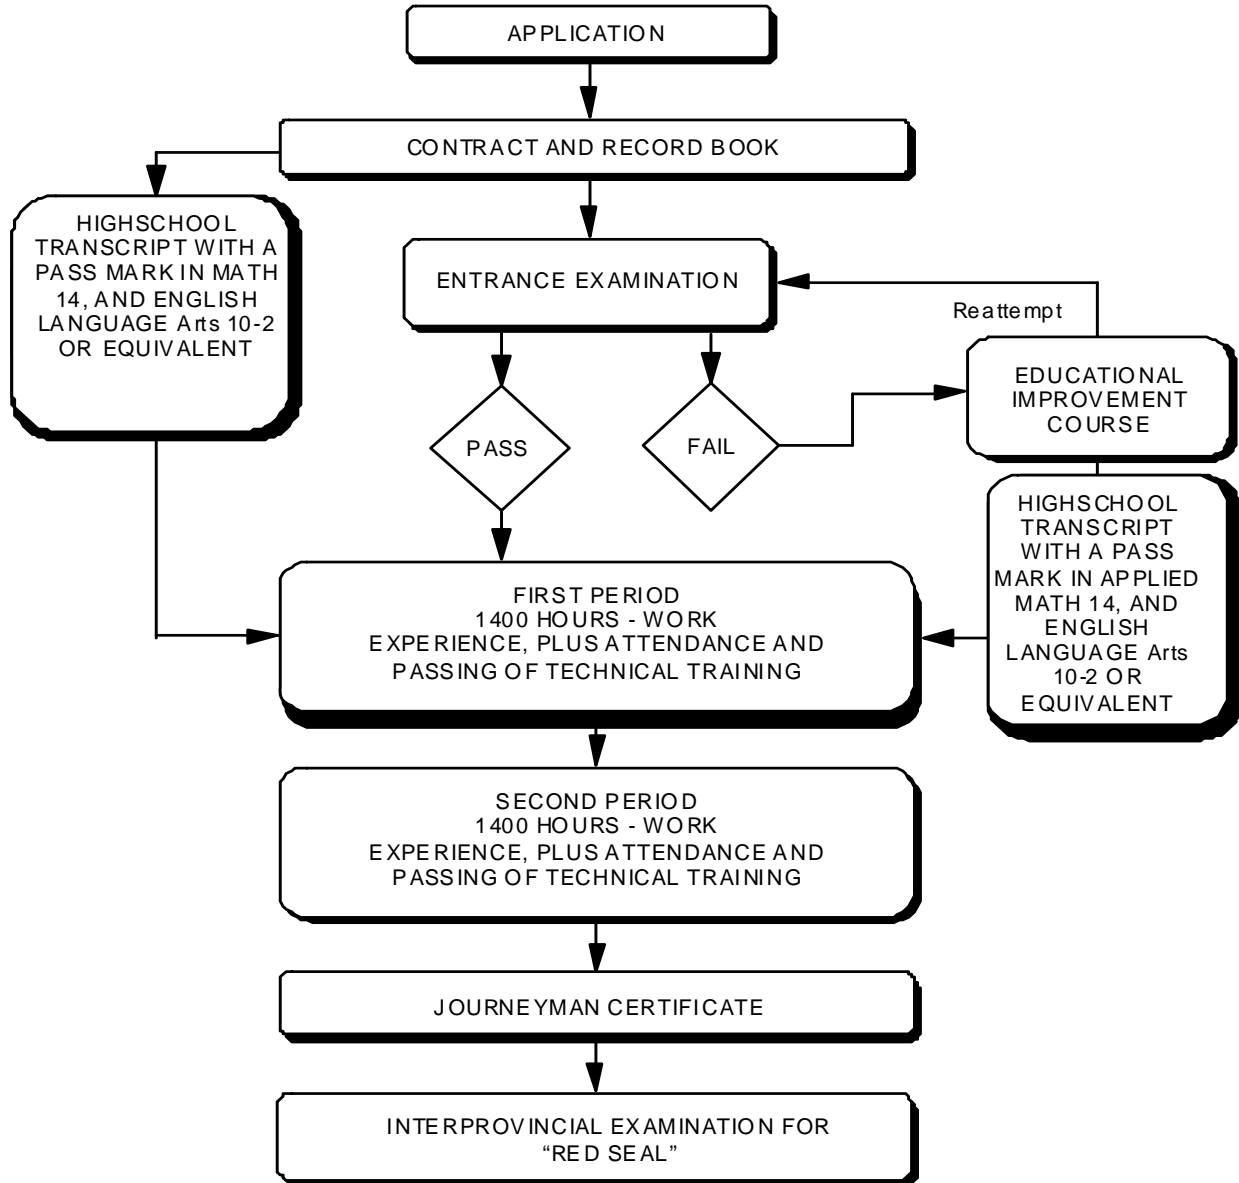 APPLICATION
CONTRACT AND RECORD BOOK
HIGHSCHOOL
TRANSCRIPT WITH A
PASS MARK IN MATH
14, AND ENGLISH
LANGUAGE Arts 10-2
OR EQUIVALENT
ENTRANCE EXAMINATION
Reattempt
EDUCATIONAL
IMPROVEMENT
COURSE
PASS
FAIL
HIGHSCHOOL
TRANSCRIPT
WITH A PASS
MARK IN APPLIED
MATH 14, AND
ENGLISH
LANGUAGE Arts
10-2 OR
EQUIVALENT
FIRST PERIOD
1400 HOURS - WORK
EXPERIENCE, PLUS ATTENDANCE AND
PASSING OF TECHNICAL TRAINING
SECOND PERIOD
1400 HOURS - WORK
EXPERIENCE, PLUS ATTENDANCE AND
PASSING OF TECHNICAL TRAINING
JOURNEYMAN CERTIFICATE
INTERPROVINCIAL EXAMINATION FOR
“RED SEAL”